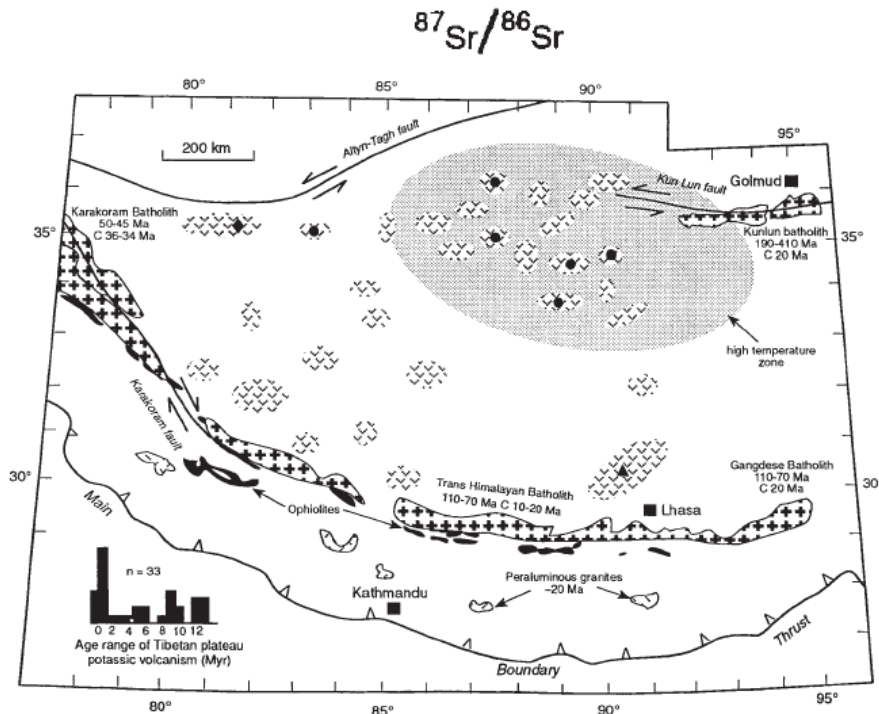 87Sr/86Sr
80°
85°
90°
95°
200 km
Altyn-Tagh fault
Kun Lun fault
Golmud
Karakoram Batholith
50-45 Ma
C 36-34 Ma
35°
Kunlun batholith
190-410 Ma
C 20 Ma
35°
high temperature
zone
Karakoram fault
30°
Ophiolites
Trans Himalayan Batholith
110-70 Ma C 10-20 Ma
Gangdese Batholith
110-70 Ma
C 20 Ma
30
Lhasa
Main
n = 33
Kathmandu
Peraluminous granites
~20 Ma
0 2 4 6 8 10 12
Age range of Tibetan plateau
potassic volcanism (Myr)
Boundary
Thrust
80°
85°
90°
95°